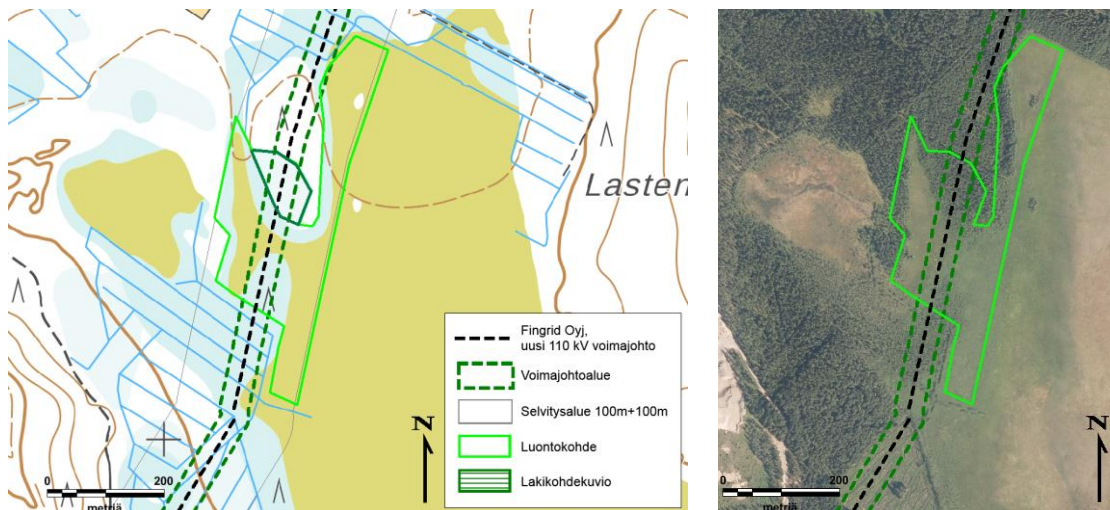 Lasten
Fingrid Oyj,
uusi 110 kV voimajohto
Voimajohtoalue
Selvitysalue 100m+100m
Luontokohde
Lakikohdekuvio
N
0 200
metriä
N
0 200
metriä